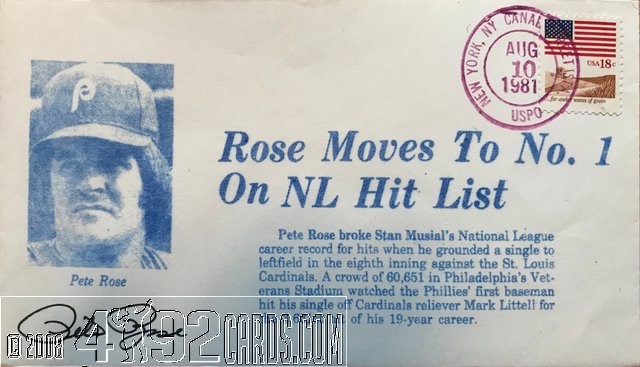 NEW YORK, NY CANAL
AUG
10
1981
USPO
USA 18c
...for amber waves of grain
P
Rose Moves To No. 1
On NL Hit List
Pete Rose broke Stan Musial's National League
career record for hits when he grounded a single to
leftfield in the eighth inning against the St. Louis
Cardinals. A crowd of 60,651 in Philadelphia's Vet-
erans Stadium watched the Phillies' first baseman
hit his single off Cardinals reliever Mark Littell for
of his 19-year career.
Pete Rose
Pete Rose
© 2008
4192CARDS.COM